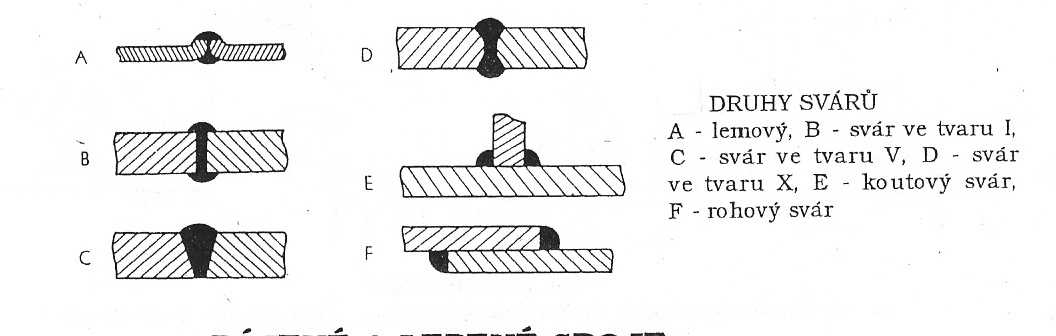 A
B
C
D
E
F
DRUHY SVÁRŮ
A - lemový, B - svár ve tvaru I,
C - svár ve tvaru V, D - svár
ve tvaru X, E - koutový svár,
F - rohový svár